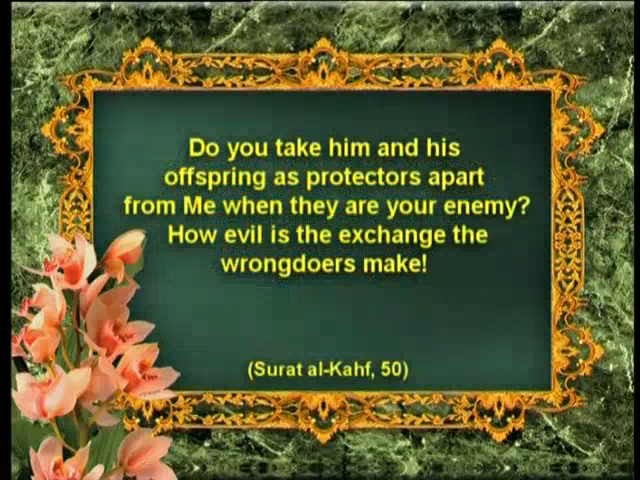 Do you take him and his
offspring as protectors apart
from Me when they are your enemy?
How evil is the exchange the
wrongdoers make!
(Surat al-Kahf, 50)